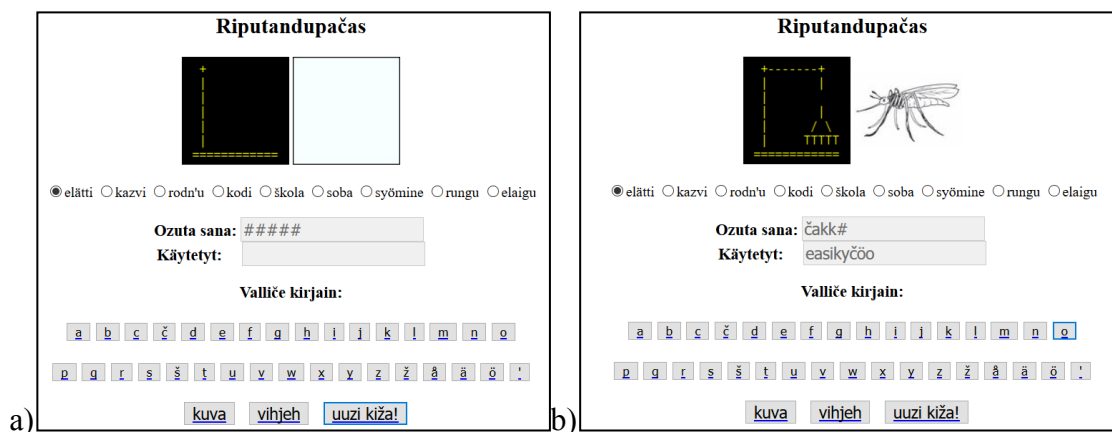 Riputandupačas
elätti kazvi rodn'u kodi škola soba syömine rungu elaigu
Ozuta sana: #####
Käytetyt:
Valliče kirjain:
a b c č d e f g h i j k l m n o
p q r s š t u v w x y z ž å ä ö '
kuva vihjeh uuzi kiža!
a)
Riputandupačas
elätti kazvi rodn'u kodi škola soba syömine rungu elaigu
Ozuta sana: čakk#
Käytetyt: easikyčöo
Valliče kirjain:
a b c č d e f g h i j k l m n o
p q r s š t u v w x y z ž å ä ö '
kuva vihjeh uuzi kiža!
b)